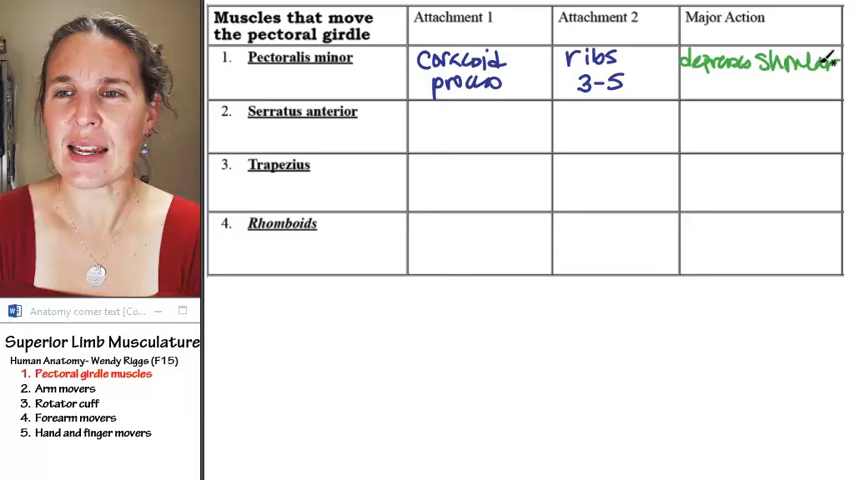 Muscles that move the pectoral girdle
Attachment 1
Attachment 2
Major Action
1. Pectoralis minor
coracoid
process
ribs
3-5
depresses shoulder
2. Serratus anterior
3. Trapezius
4. Rhomboids
Anatomy corner text [Co...
Superior Limb Musculature
Human Anatomy- Wendy Riggs (F15)
1. Pectoral girdle muscles
2. Arm movers
3. Rotator cuff
4. Forearm movers
5. Hand and finger movers